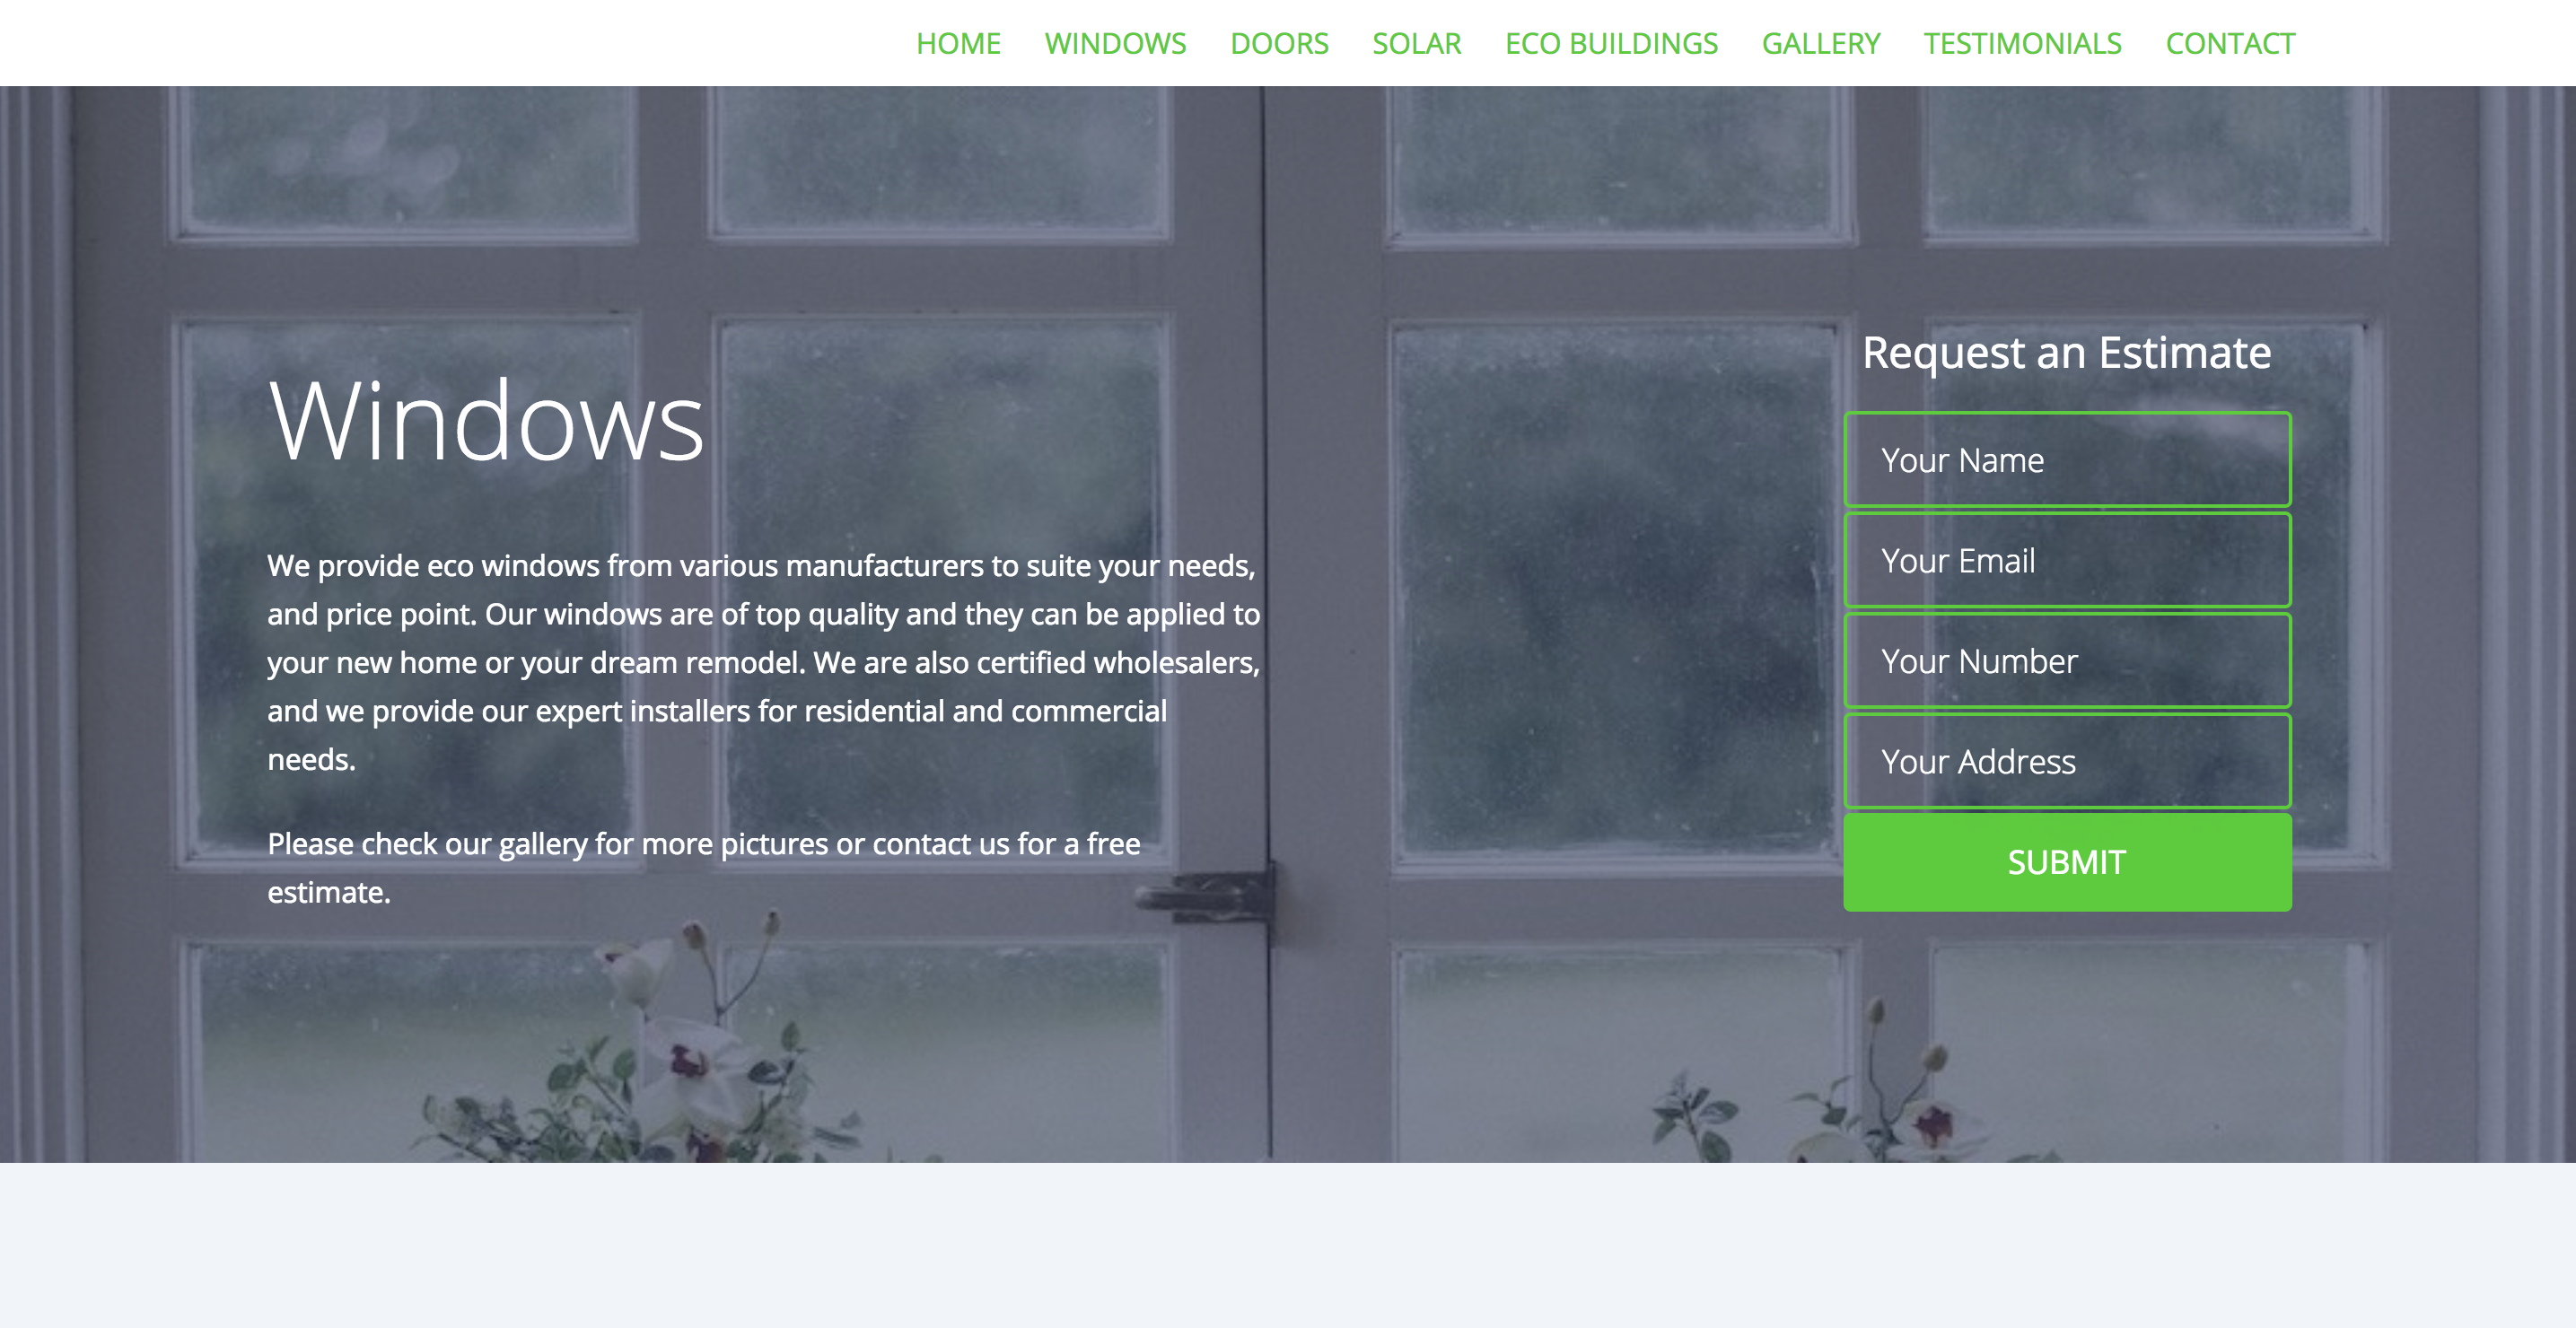 HOME WINDOWS DOORS SOLAR ECO BUILDINGS GALLERY TESTIMONIALS CONTACT
Windows
We provide eco windows from various manufacturers to suite your needs,
and price point. Our windows are of top quality and they can be applied to
your new home or your dream remodel. We are also certified wholesalers,
and we provide our expert installers for residential and commercial
needs.
Please check our gallery for more pictures or contact us for a free
estimate.
Request an Estimate
Your Name
Your Email
Your Number
Your Address
SUBMIT